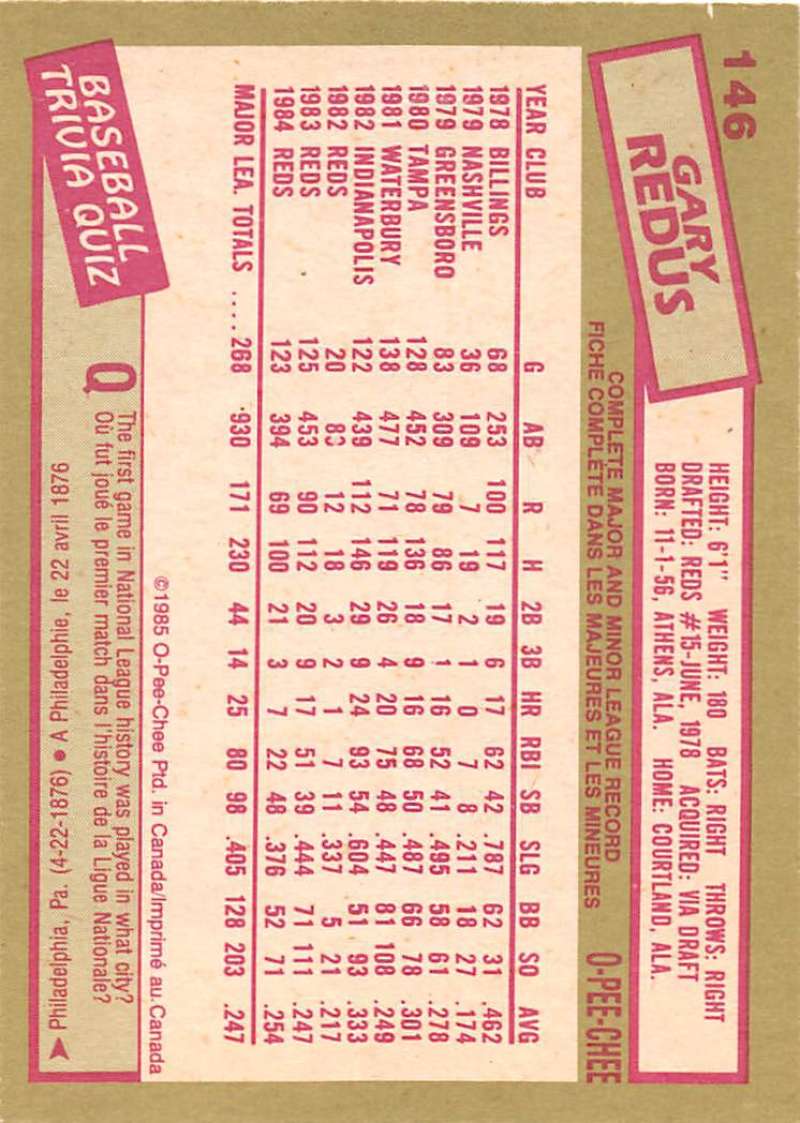 146
GARY
REDUS
HEIGHT: 6'1" WEIGHT: 180 BATS: RIGHT THROWS: RIGHT
DRAFTED: REDS #15-JUNE, 1978 ACQUIRED: VIA DRAFT
BORN: 11-1-56, ATHENS, ALA. HOME: COURTLAND, ALA.
COMPLETE MAJOR AND MINOR LEAGUE RECORD
FICHE COMPLÈTE DANS LES MAJEURES ET LES MINEURES
O-PEE-CHEE
YEAR CLUB G AB R H 2B 3B HR RBI SB SLG BB SO AVG
1978 BILLINGS 68 253 100 117 19 6 17 62 42 .787 62 31 .462
1979 NASHVILLE 36 109 7 19 2 1 0 7 8 .211 18 27 .174
1979 GREENSBORO 83 309 79 86 17 1 16 52 41 .495 58 61 .278
1980 TAMPA 128 452 78 136 18 9 16 68 50 .487 66 78 .301
1981 WATERBURY 138 477 71 119 26 4 20 75 48 .447 81 108 .249
1982 INDIANAPOLIS 122 439 112 146 29 9 24 93 54 .604 51 93 .333
1982 REDS 20 83 12 18 3 2 1 7 11 .337 5 21 .217
1983 REDS 125 453 90 112 20 9 17 51 39 .444 71 111 .247
1984 REDS 123 394 69 100 21 3 7 22 48 .376 52 71 .254
MAJOR LEA. TOTALS .... 268 930 171 230 44 14 25 80 98 .405 128 203 .247
©1985 O-Pee-Chee Ptd. in Canada/Imprimé au Canada
BASEBALL
TRIVIA QUIZ
Q The first game in National League history was played in what city?
Où fut joué le premier match dans l'histoire de la Ligue Nationale?
Philadelphia, Pa. (4-22-1876) • A Philadelphie, le 22 avril 1876